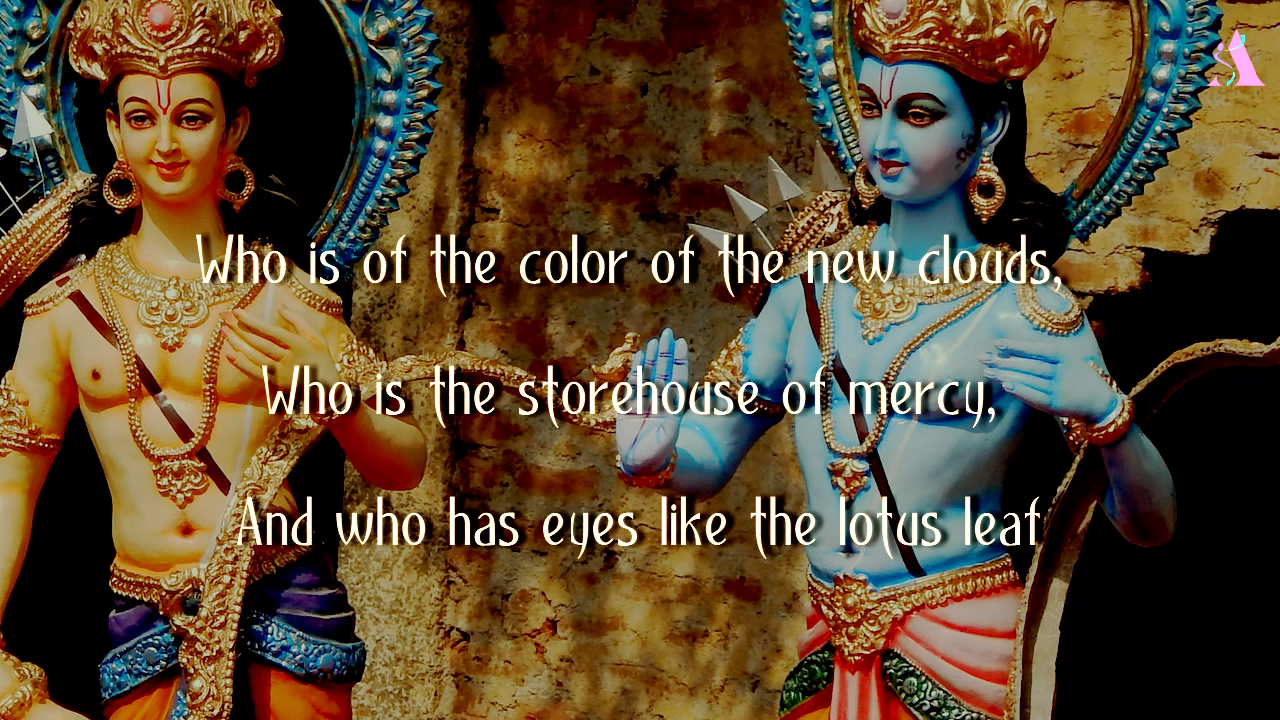 Who is of the color of the new clouds,
Who is the storehouse of mercy,
And who has eyes like the lotus leaf